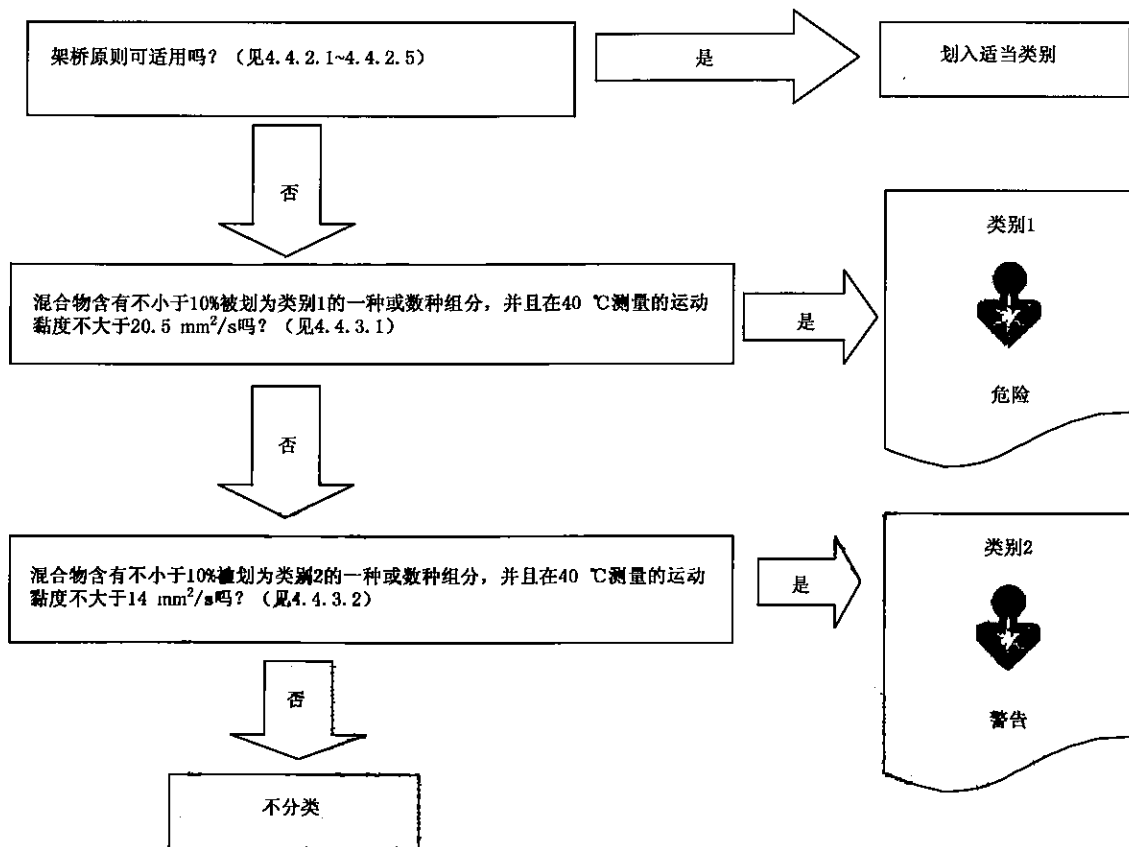 架桥原则可适用吗？（见4.4.2.1~4.4.2.5）
是
划入适当类别
否
混合物含有不小于10%被划为类别1的一种或数种组分，并且在40 ℃测量的运动
黏度不大于20.5 mm²/s吗？（见4.4.3.1）
是
类别1
危险
否
混合物含有不小于10%被划为类别2的一种或数种组分，并且在40 ℃测量的运动
黏度不大于14 mm²/s吗？（见4.4.3.2）
是
类别2
警告
否
不分类